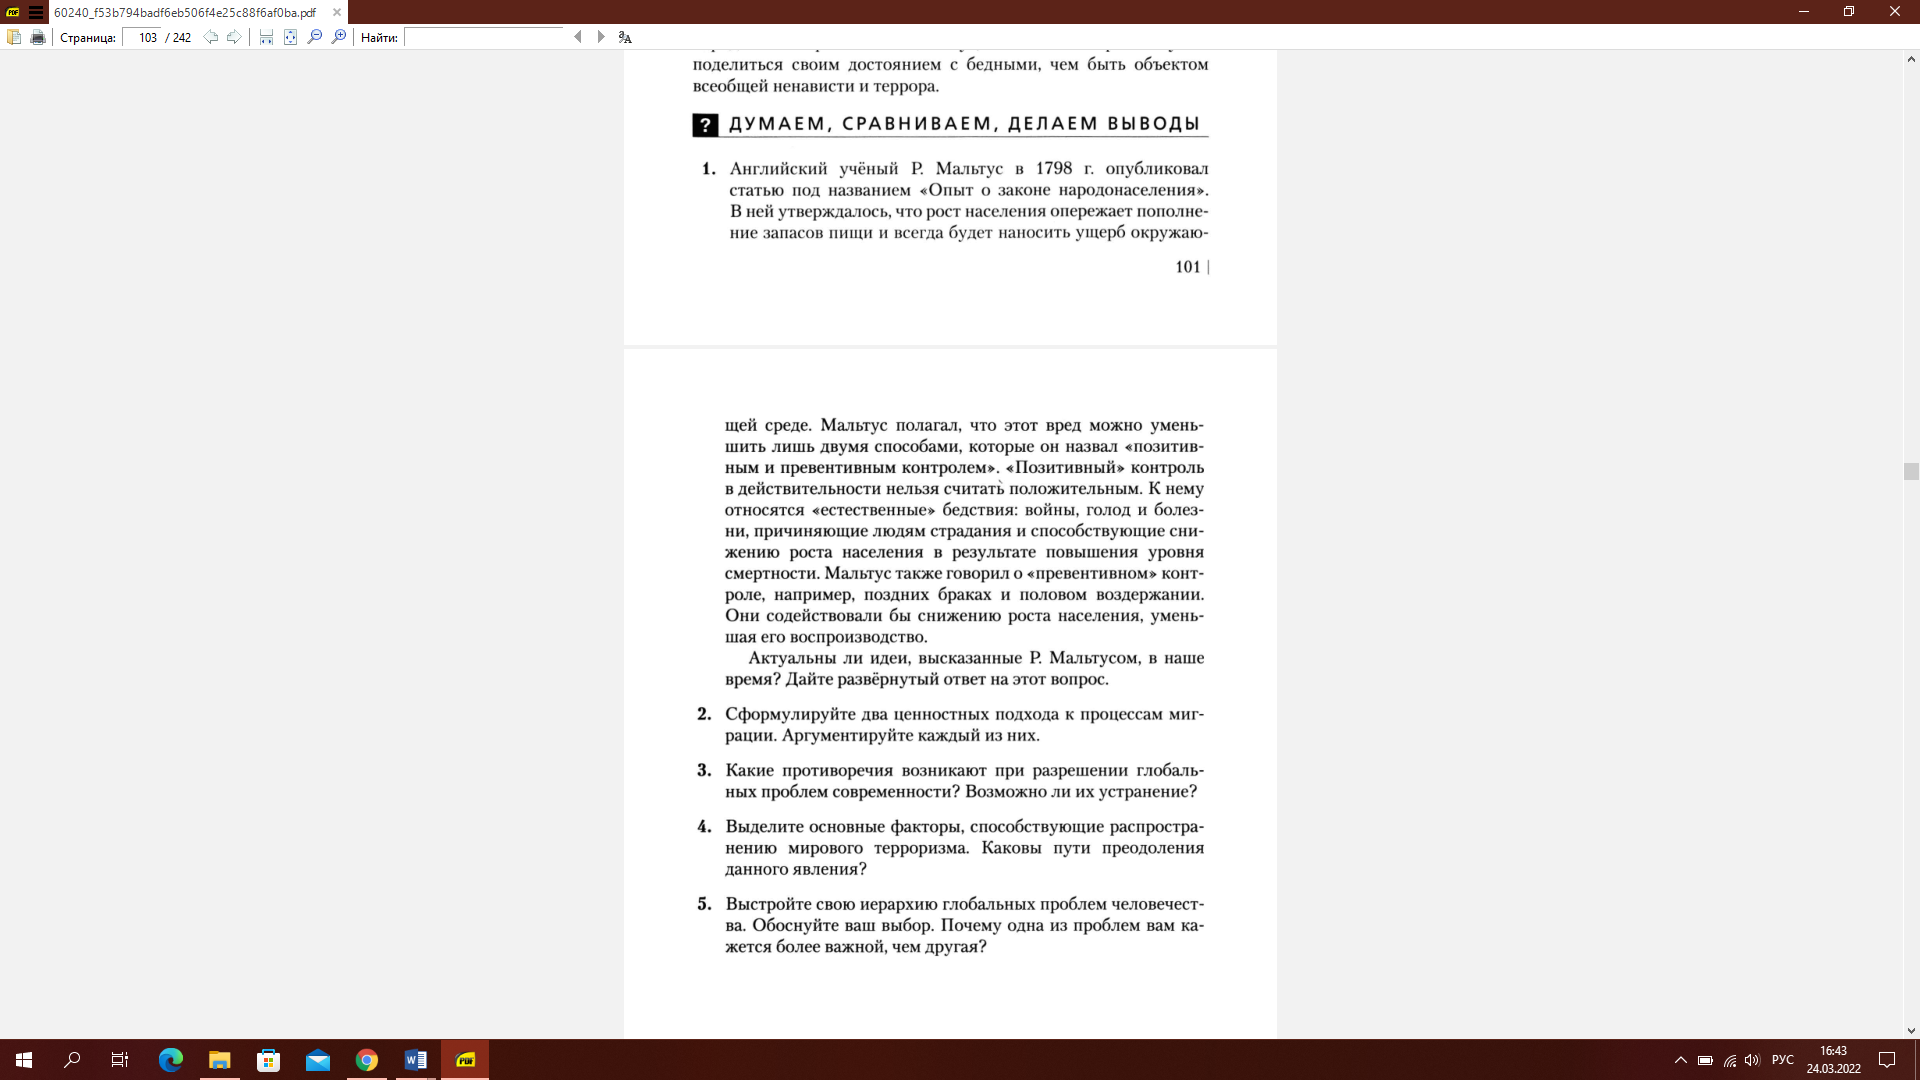 60240_f53b794badf6eb506f4e25c88f6af0ba.pdf
Страница: 103 / 242 Найти:
поделиться своим достоянием с бедными, чем быть объектом
всеобщей ненависти и террора.
? ДУМАЕМ, СРАВНИВАЕМ, ДЕЛАЕМ ВЫВОДЫ
1. Английский учёный Р. Мальтус в 1798 г. опубликовал
статью под названием «Опыт о законе народонаселения».
В ней утверждалось, что рост населения опережает пополне-
ние запасов пищи и всегда будет наносить ущерб окружаю-
101
щей среде. Мальтус полагал, что этот вред можно умень-
шить лишь двумя способами, которые он назвал «позитив-
ным и превентивным контролем». «Позитивный» контроль
в действительности нельзя считать положительным. К нему
относятся «естественные» бедствия: войны, голод и болез-
ни, причиняющие людям страдания и способствующие сни-
жению роста населения в результате повышения уровня
смертности. Мальтус также говорил о «превентивном» конт-
роле, например, поздних браках и половом воздержании.
Они содействовали бы снижению роста населения, умень-
шая его воспроизводство.
Актуальны ли идеи, высказанные Р. Мальтусом, в наше
время? Дайте развёрнутый ответ на этот вопрос.
2. Сформулируйте два ценностных подхода к процессам миг-
рации. Аргументируйте каждый из них.
3. Какие противоречия возникают при разрешении глобаль-
ных проблем современности? Возможно ли их устранение?
4. Выделите основные факторы, способствующие распростра-
нению мирового терроризма. Каковы пути преодоления
данного явления?
5. Выстройте свою иерархию глобальных проблем человечест-
ва. Обоснуйте ваш выбор. Почему одна из проблем вам ка-
жется более важной, чем другая?
РУС
16:43
24.03.2022